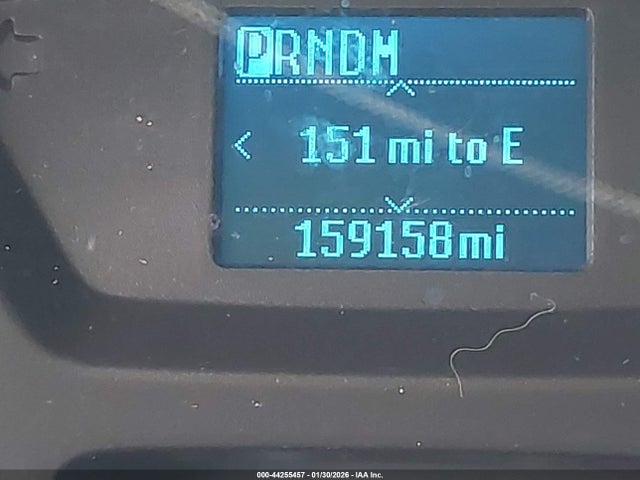 PRNDM
< 151 mi to E
159158mi
000-44255457 - 01/30/2026 - IAA Inc.